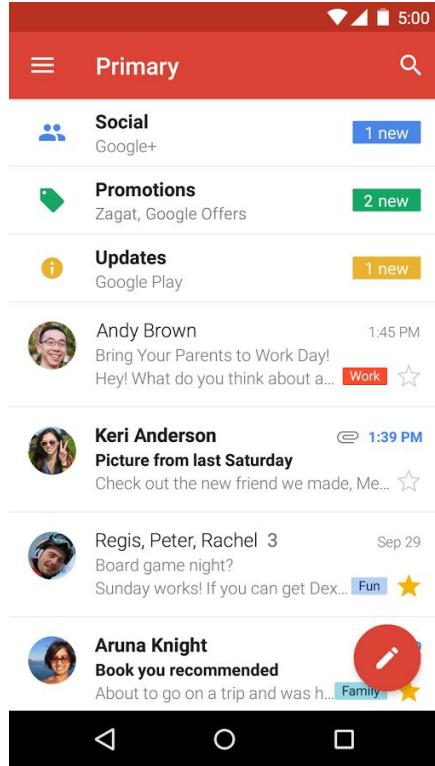 5:00
Primary
Social
1 new
Google+
Promotions
2 new
Zagat, Google Offers
Updates
1 new
Google Play
Andy Brown 1:45 PM
Bring Your Parents to Work Day!
Hey! What do you think about a... Work
Keri Anderson 1:39 PM
Picture from last Saturday
Check out the new friend we made, Me...
Regis, Peter, Rachel 3 Sep 29
Board game night?
Sunday works! If you can get Dex... Fun
Aruna Knight
Book you recommended
About to go on a trip and was h... Family